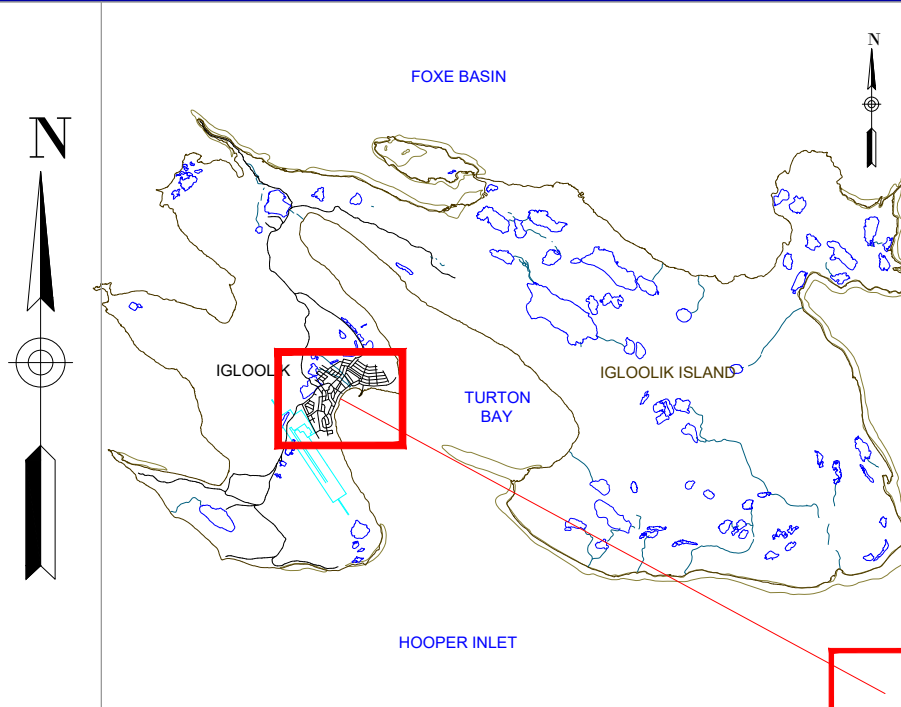 N
FOXE BASIN
N
IGLOOLIK
IGLOOLIK ISLAND
TURTON
BAY
HOOPER INLET